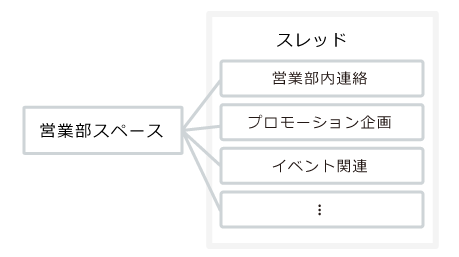 スレッド
営業部内連絡
営業部スペース
プロモーション企画
イベント関連
⋮